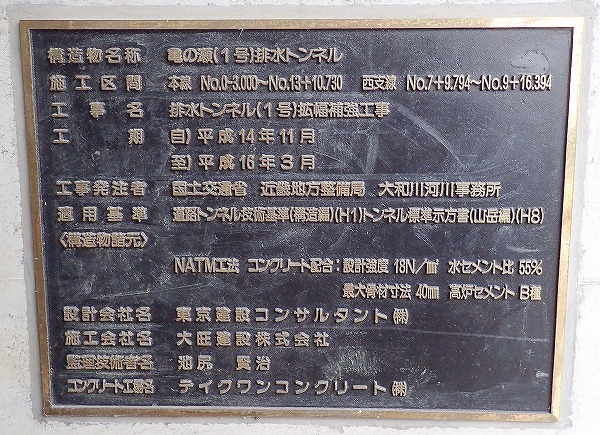 構造物名称 亀の瀬(1号)排水トンネル
施工区間 本線 No.0-3.000～No.13+10.730 西支線 No.7+9.794～No.9+16.394
工事名 排水トンネル(1号)拡幅補強工事
工期 自)平成14年11月
至)平成16年3月
工事発注者 国土交通省 近畿地方整備局 大和川河川事務所
適用基準 道路トンネル技術基準(構造編)(H1)トンネル標準示方書(山岳編)(H8)
〈構造物諸元〉
NATM工法 コンクリート配合：設計強度 18N/mm² 水セメント比 55%
最大骨材寸法 40mm 高炉セメント B種
設計会社名 東京建設コンサルタント㈱
施工会社名 大旺建設株式会社
監理技術者名 池尻 賢治
コンクリート工場名 テイクワンコンクリート㈱